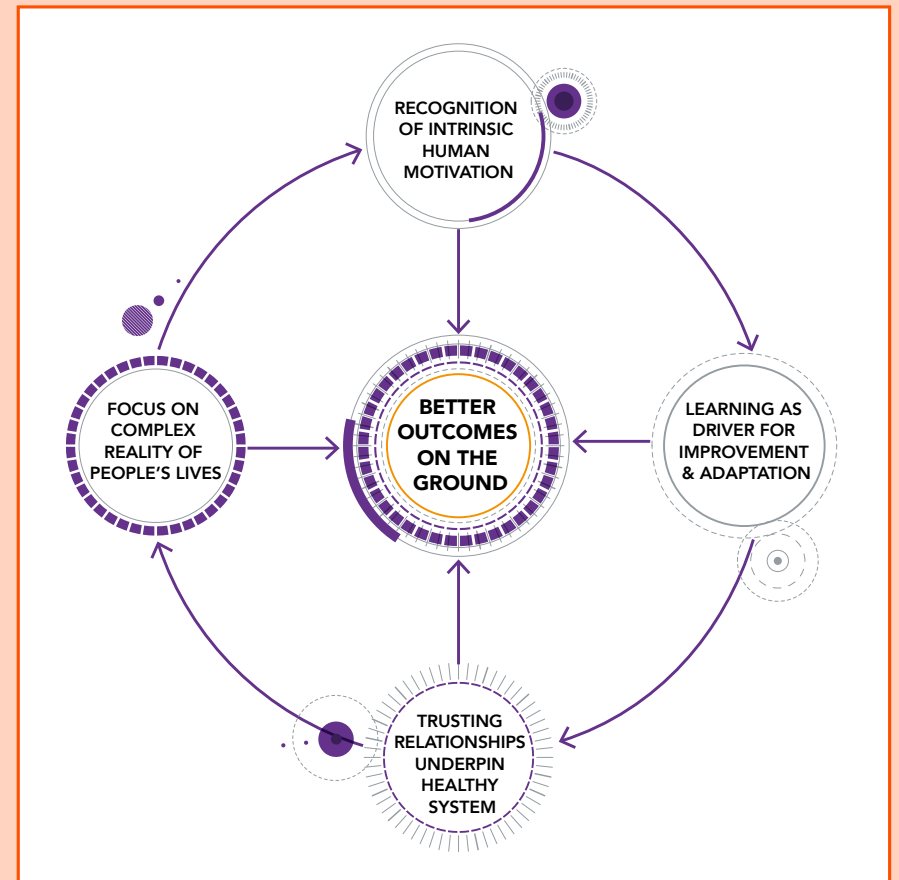 RECOGNITION
OF INTRINSIC
HUMAN
MOTIVATION
FOCUS ON
COMPLEX
REALITY OF
PEOPLE'S LIVES
BETTER
OUTCOMES
ON THE
GROUND
LEARNING AS
DRIVER FOR
IMPROVEMENT
& ADAPTATION
TRUSTING
RELATIONSHIPS
UNDERPIN
HEALTHY
SYSTEM